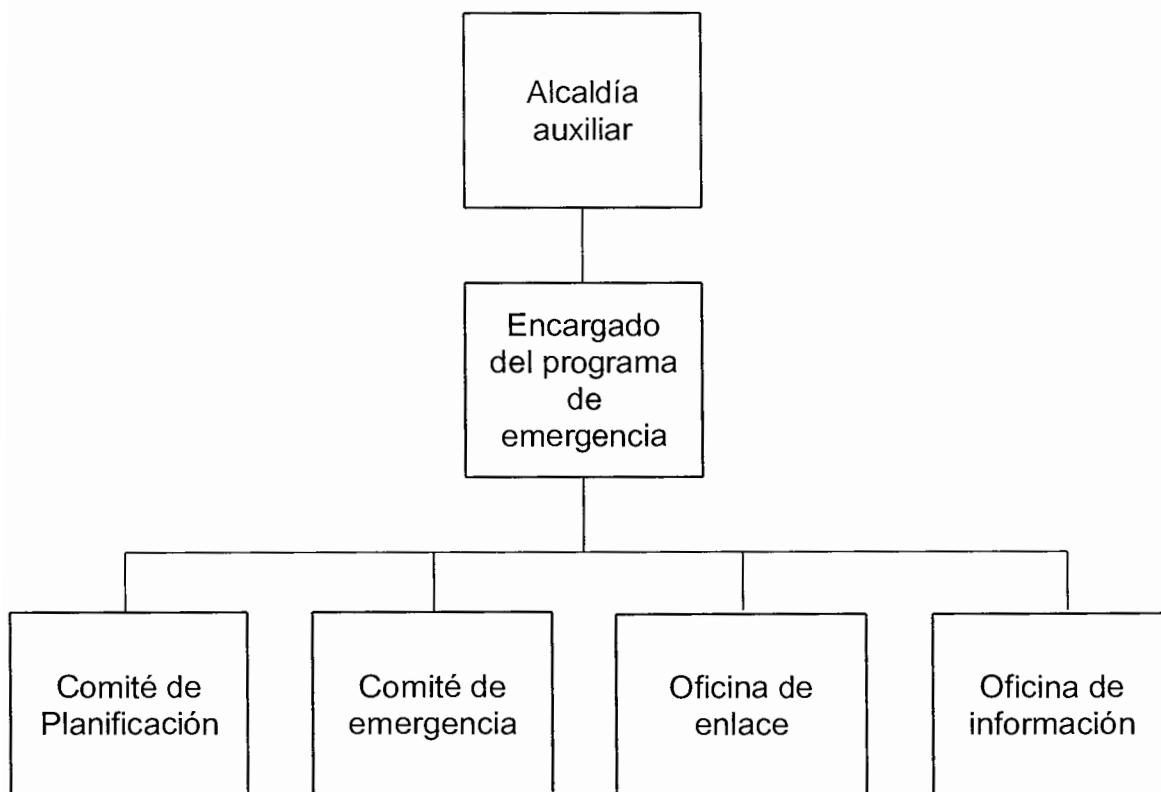 Alcaldía
auxiliar
Encargado
del programa
de
emergencia
Comité de
Planificación
Comité de
emergencia
Oficina de
enlace
Oficina de
información